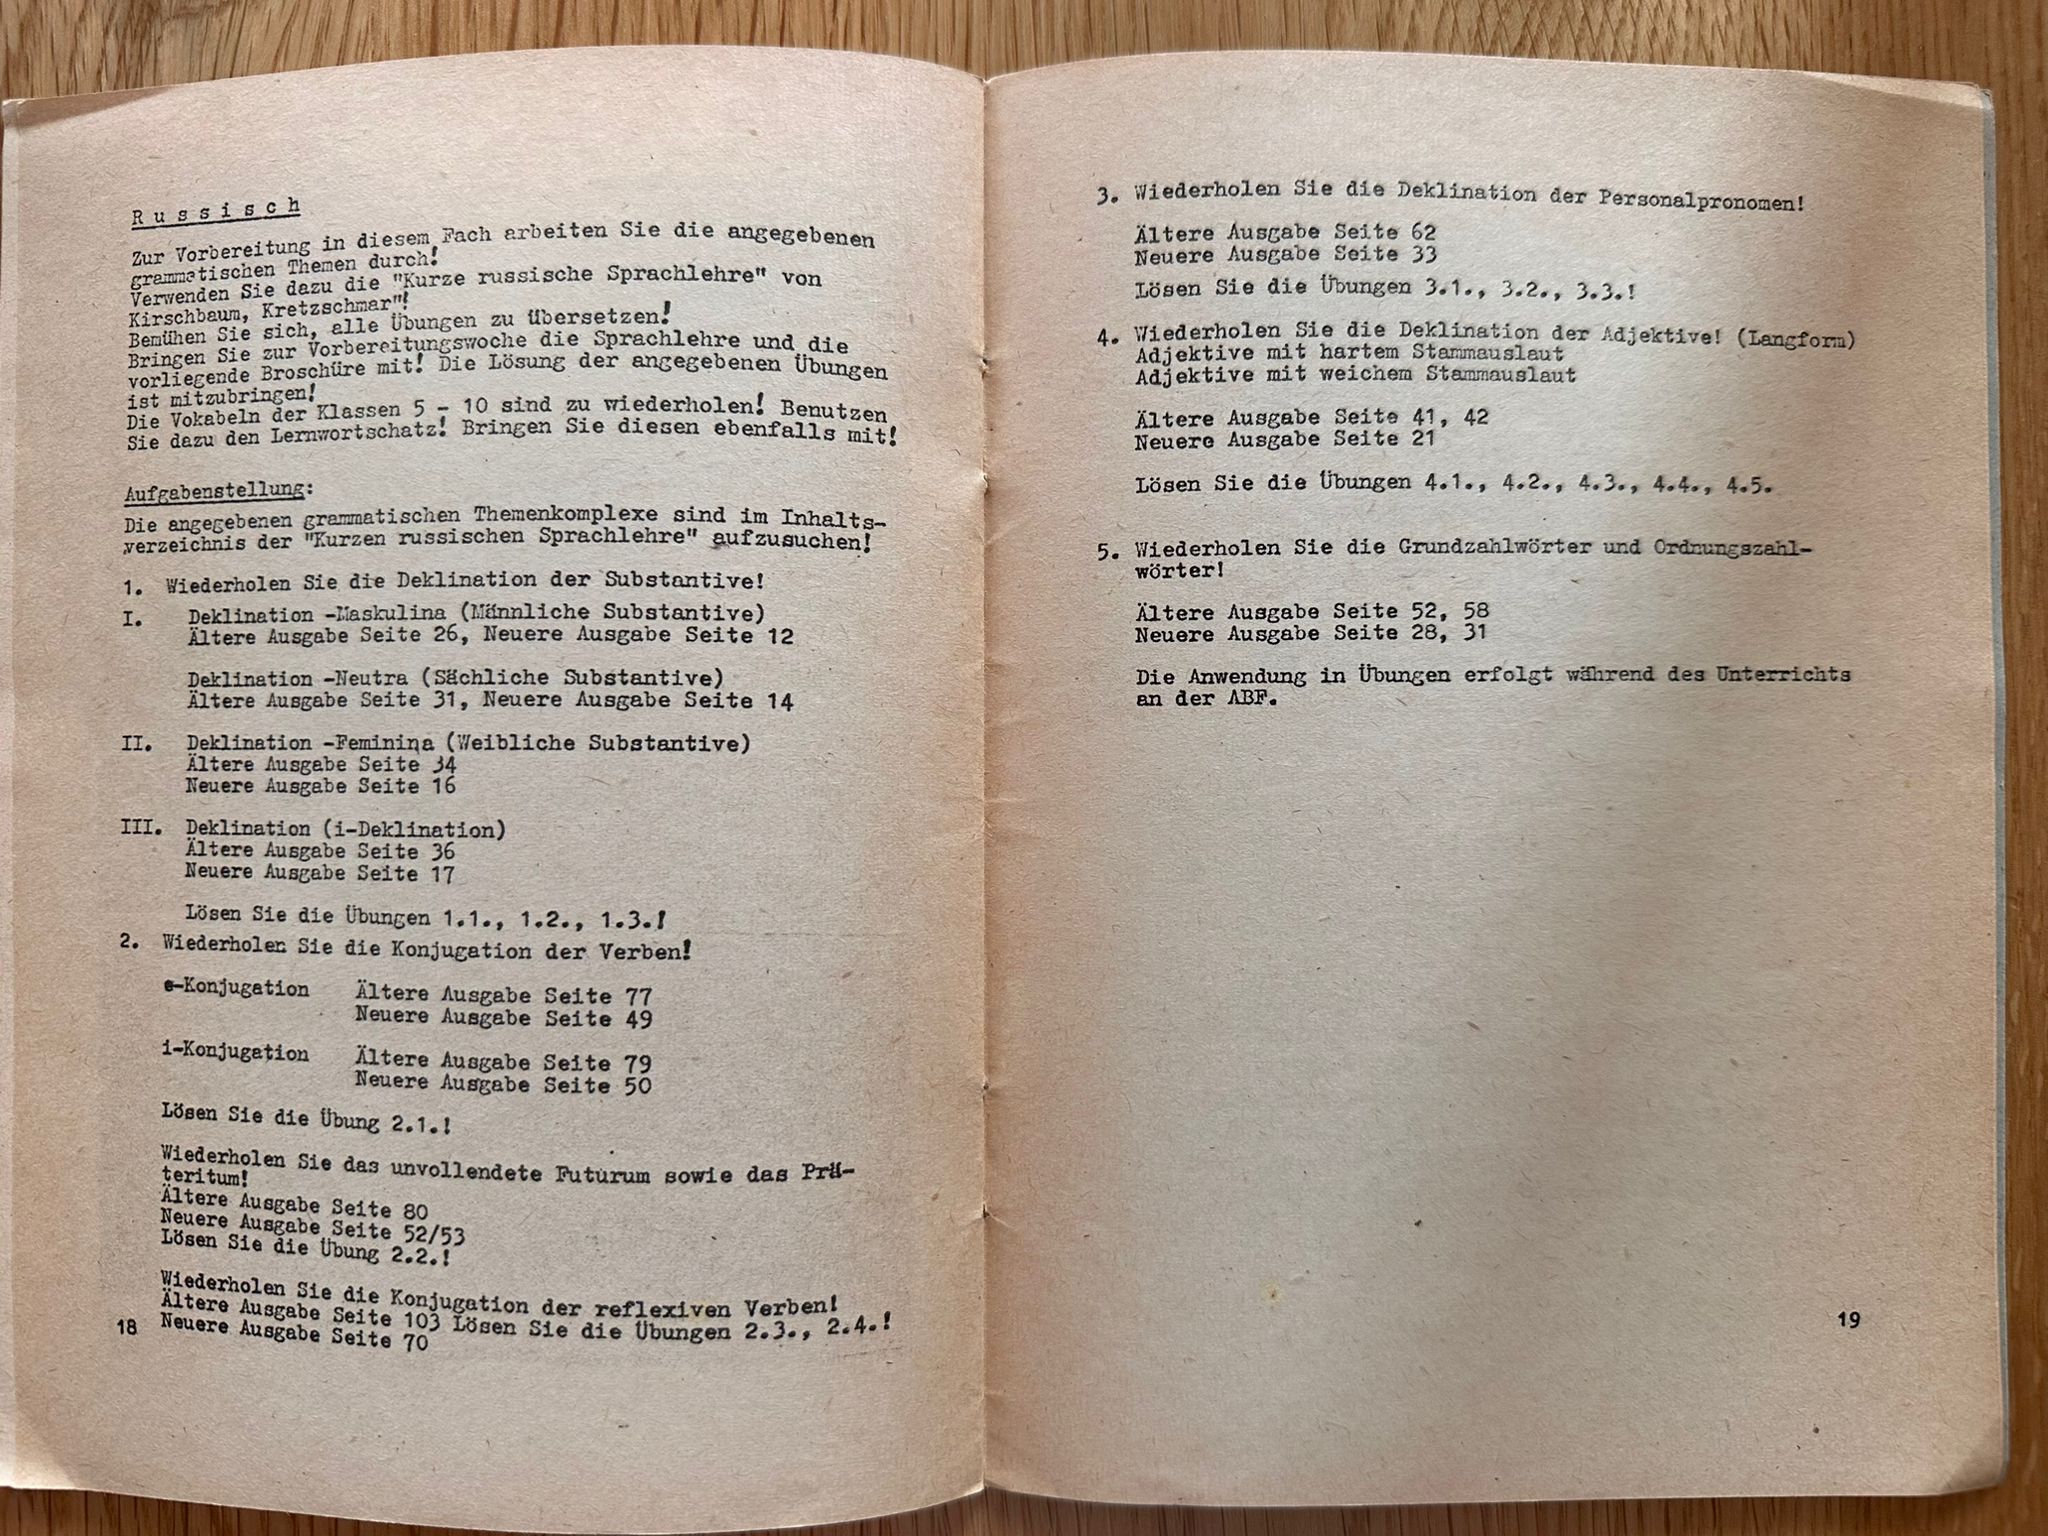 Russisch
Zur Vorbereitung in diesem Fach arbeiten Sie die angegebenen
grammatischen Themen durch!
Verwenden Sie dazu die "Kurze russische Sprachlehre" von
Kirschbaum, Kretzschmar"!
Bemühen Sie sich, alle Übungen zu übersetzen!
Bringen Sie zur Vorbereitungswoche die Sprachlehre und die
vorliegende Broschüre mit! Die Lösung der angegebenen Übungen
ist mitzubringen!
Die Vokabeln der Klassen 5 - 10 sind zu wiederholen! Benutzen
Sie dazu den Lernwortschatz! Bringen Sie diesen ebenfalls mit!
Aufgabenstellung:
Die angegebenen grammatischen Themenkomplexe sind im Inhalts-
verzeichnis der "Kurzen russischen Sprachlehre" aufzusuchen!
1. Wiederholen Sie die Deklination der Substantive!
I. Deklination -Maskulina (Männliche Substantive)
Ältere Ausgabe Seite 26, Neuere Ausgabe Seite 12
Deklination -Neutra (Sächliche Substantive)
Ältere Ausgabe Seite 31, Neuere Ausgabe Seite 14
II. Deklination -Feminina (Weibliche Substantive)
Ältere Ausgabe Seite 34
Neuere Ausgabe Seite 16
III. Deklination (i-Deklination)
Ältere Ausgabe Seite 36
Neuere Ausgabe Seite 17
Lösen Sie die Übungen 1.1., 1.2., 1.3.!
2. Wiederholen Sie die Konjugation der Verben!
e-Konjugation Ältere Ausgabe Seite 77
Neuere Ausgabe Seite 49
i-Konjugation Ältere Ausgabe Seite 79
Neuere Ausgabe Seite 50
Lösen Sie die Übung 2.1.!
Wiederholen Sie das unvollendete Futurum sowie das Prä-
teritum!
Ältere Ausgabe Seite 80
Neuere Ausgabe Seite 52/53
Lösen Sie die Übung 2.2.!
Wiederholen Sie die Konjugation der reflexiven Verben!
Ältere Ausgabe Seite 103 Lösen Sie die Übungen 2.3., 2.4.!
Neuere Ausgabe Seite 70
18
3. Wiederholen Sie die Deklination der Personalpronomen!
Ältere Ausgabe Seite 62
Neuere Ausgabe Seite 33
Lösen Sie die Übungen 3.1., 3.2., 3.3.!
4. Wiederholen Sie die Deklination der Adjektive! (Langform)
Adjektive mit hartem Stammauslaut
Adjektive mit weichem Stammauslaut
Ältere Ausgabe Seite 41, 42
Neuere Ausgabe Seite 21
Lösen Sie die Übungen 4.1., 4.2., 4.3., 4.4., 4.5.
5. Wiederholen Sie die Grundzahlwörter und Ordnungszahl-
wörter!
Ältere Ausgabe Seite 52, 58
Neuere Ausgabe Seite 28, 31
Die Anwendung in Übungen erfolgt während des Unterrichts
an der ABF.
19